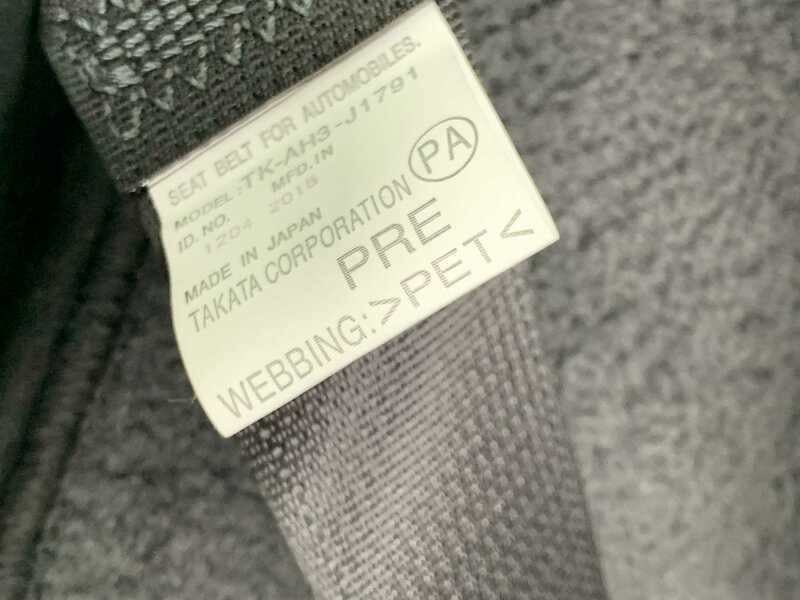 SEAT BELT FOR AUTOMOBILES.
MODEL:TK-AH3-J1791
ID.NO. MFD.IN
1204 2015
MADE IN JAPAN
TAKATA CORPORATION PA
PRE
WEBBING:>PET<